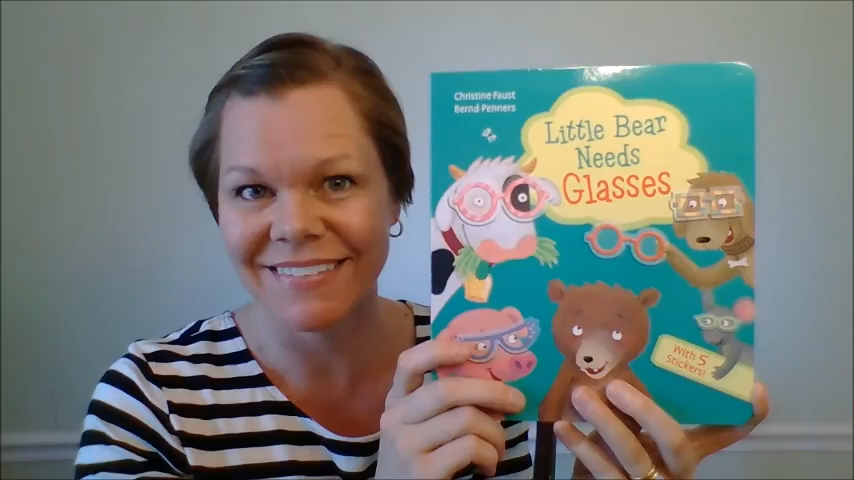 Christine Faust
Bernd Penners
Little Bear
Needs
Glasses
With 5
Stickers!